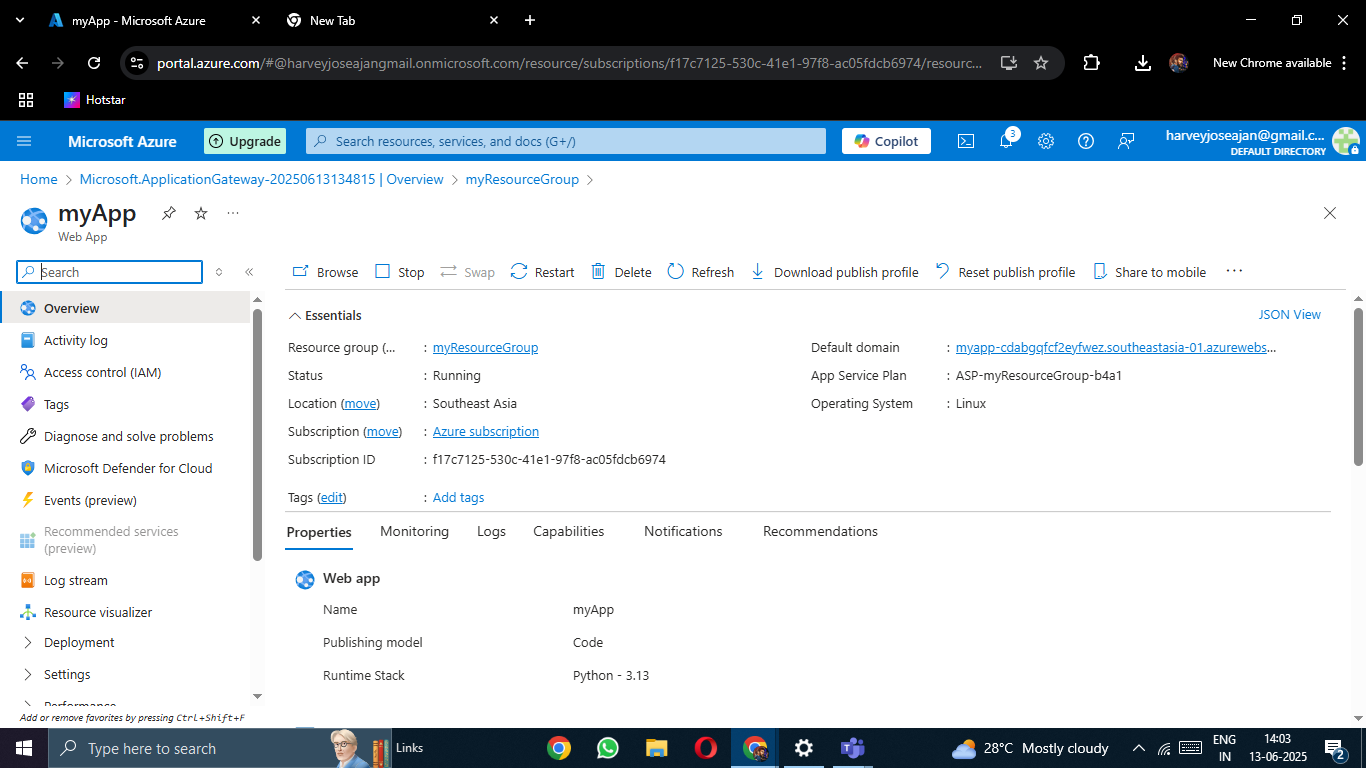 myApp - Microsoft Azure
New Tab
portal.azure.com/#@harveyjoseajangmail.onmicrosoft.com/resource/subscriptions/f17c7125-530c-41e1-97f8-ac05fdcb6974/resourc...
New Chrome available
Hotstar
Microsoft Azure
Upgrade
Search resources, services, and docs (G+/)
Copilot
3
harveyjoseajan@gmail.c...
DEFAULT DIRECTORY
Home > Microsoft.ApplicationGateway-20250613134815 | Overview > myResourceGroup >
myApp
Web App
Search
Browse Stop Swap Restart Delete Refresh Download publish profile Reset publish profile Share to mobile ...
Overview
Activity log
Access control (IAM)
Tags
Diagnose and solve problems
Microsoft Defender for Cloud
Events (preview)
Recommended services
(preview)
Log stream
Resource visualizer
Deployment
Settings
Performance
Add or remove favorites by pressing Ctrl+Shift+F
Essentials
JSON View
Resource group (... : myResourceGroup
Status : Running
Location (move) : Southeast Asia
Subscription (move) : Azure subscription
Subscription ID : f17c7125-530c-41e1-97f8-ac05fdcb6974
Tags (edit) : Add tags
Default domain : myapp-cdabgqfcf2eyfwez.southeastasia-01.azurewebs...
App Service Plan : ASP-myResourceGroup-b4a1
Operating System : Linux
Properties Monitoring Logs Capabilities Notifications Recommendations
Web app
Name myApp
Publishing model Code
Runtime Stack Python - 3.13
Type here to search
Links
28°C Mostly cloudy
ENG
IN
14:03
13-06-2025
2